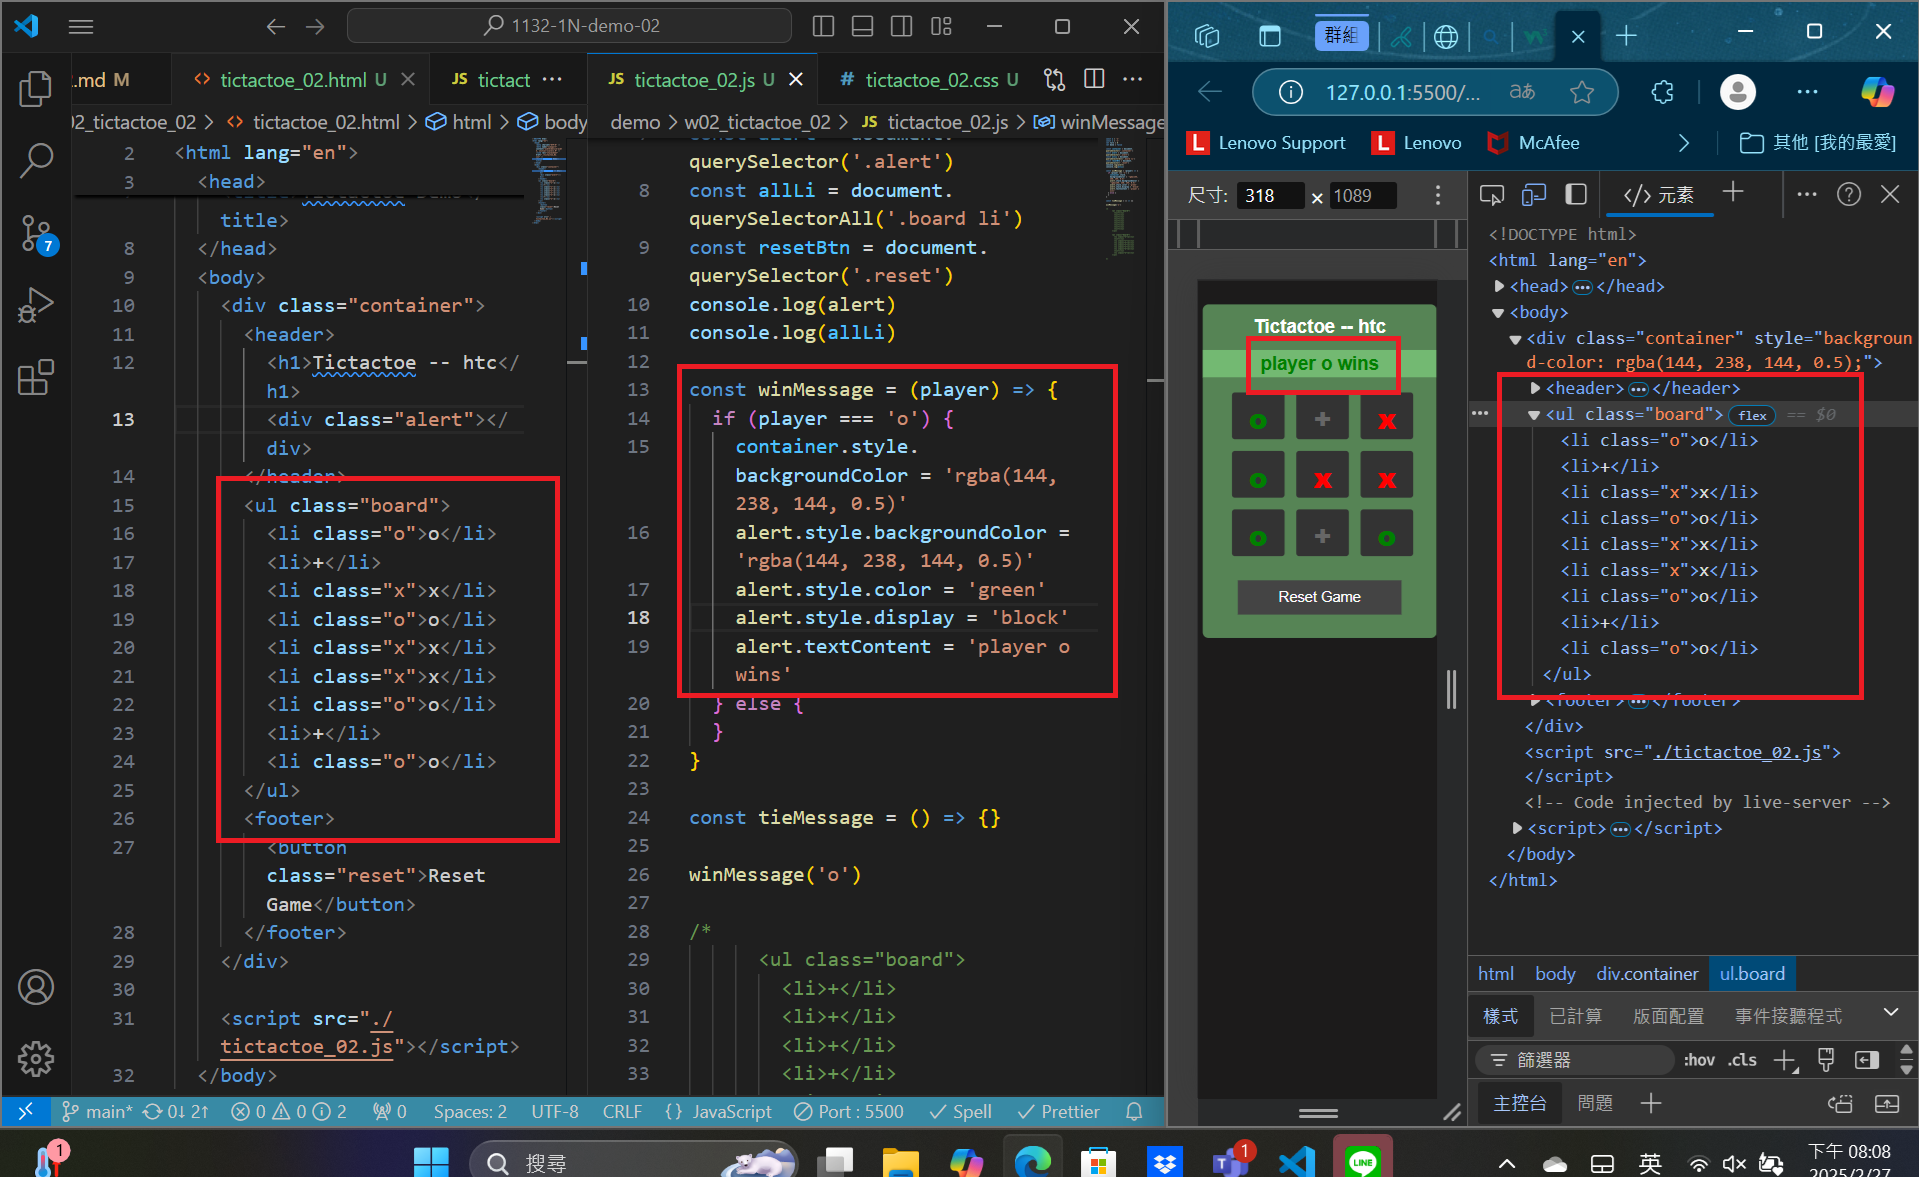 1132-1N-demo-02
.md M
tictactoe_02.html U
JS tictact
JS tictactoe_02.js U
# tictactoe_02.css U
02_tictactoe_02 > tictactoe_02.html > html > body
demo > w02_tictactoe_02 > JS tictactoe_02.js > winMessage
2 <html lang="en">
3 <head>
title>
8 </head>
9 <body>
10 <div class="container">
11 <header>
12 <h1>Tictactoe -- htc</
h1>
13 <div class="alert"></
div>
14 </header>
15 <ul class="board">
16 <li class="o">o</li>
17 <li>+</li>
18 <li class="x">x</li>
19 <li class="o">o</li>
20 <li class="x">x</li>
21 <li class="x">x</li>
22 <li class="o">o</li>
23 <li>+</li>
24 <li class="o">o</li>
25 </ul>
26 <footer>
27 <button
class="reset">Reset
Game</button>
28 </footer>
29 </div>
30
31 <script src="./
tictactoe_02.js"></script>
32 </body>
querySelector('.alert')
8 const allLi = document.
querySelectorAll('.board li')
9 const resetBtn = document.
querySelector('.reset')
10 console.log(alert)
11 console.log(allLi)
12
13 const winMessage = (player) => {
14 if (player === 'o') {
15 container.style.
backgroundColor = 'rgba(144,
238, 144, 0.5)'
16 alert.style.backgroundColor =
'rgba(144, 238, 144, 0.5)'
17 alert.style.color = 'green'
18 alert.style.display = 'block'
19 alert.textContent = 'player o
wins'
20 } else {
21 }
22 }
23
24 const tieMessage = () => {}
25
26 winMessage('o')
27
28 /*
29 <ul class="board">
30 <li>+</li>
31 <li>+</li>
32 <li>+</li>
33 <li>+</li>
7
main* 0↓ 2↑ 0 0 2 0 Spaces: 2 UTF-8 CRLF {} JavaScript Port : 5500 Spell Prettier
群組
127.0.0.1:5500/...
aあ
L Lenovo Support L Lenovo McAfee 其他 [我的最愛]
尺寸: 318 × 1089
Tictactoe -- htc
player o wins
o + x
o x x
o + o
Reset Game
</> 元素
<!DOCTYPE html>
<html lang="en">
<head>…</head>
<body>
<div class="container" style="backgroun
d-color: rgba(144, 238, 144, 0.5);">
<header>…</header>
<ul class="board"> flex == $0
<li class="o">o</li>
<li>+</li>
<li class="x">x</li>
<li class="o">o</li>
<li class="x">x</li>
<li class="x">x</li>
<li class="o">o</li>
<li>+</li>
<li class="o">o</li>
</ul>
<footer>…</footer>
</div>
<script src="./tictactoe_02.js">
</script>
<!-- Code injected by live-server -->
<script>…</script>
</body>
</html>
html body div.container ul.board
樣式 已計算 版面配置 事件接聽程式
篩選器 :hov .cls
主控台 問題
1
搜尋
1
LINE
英
下午 08:08
2025/2/27